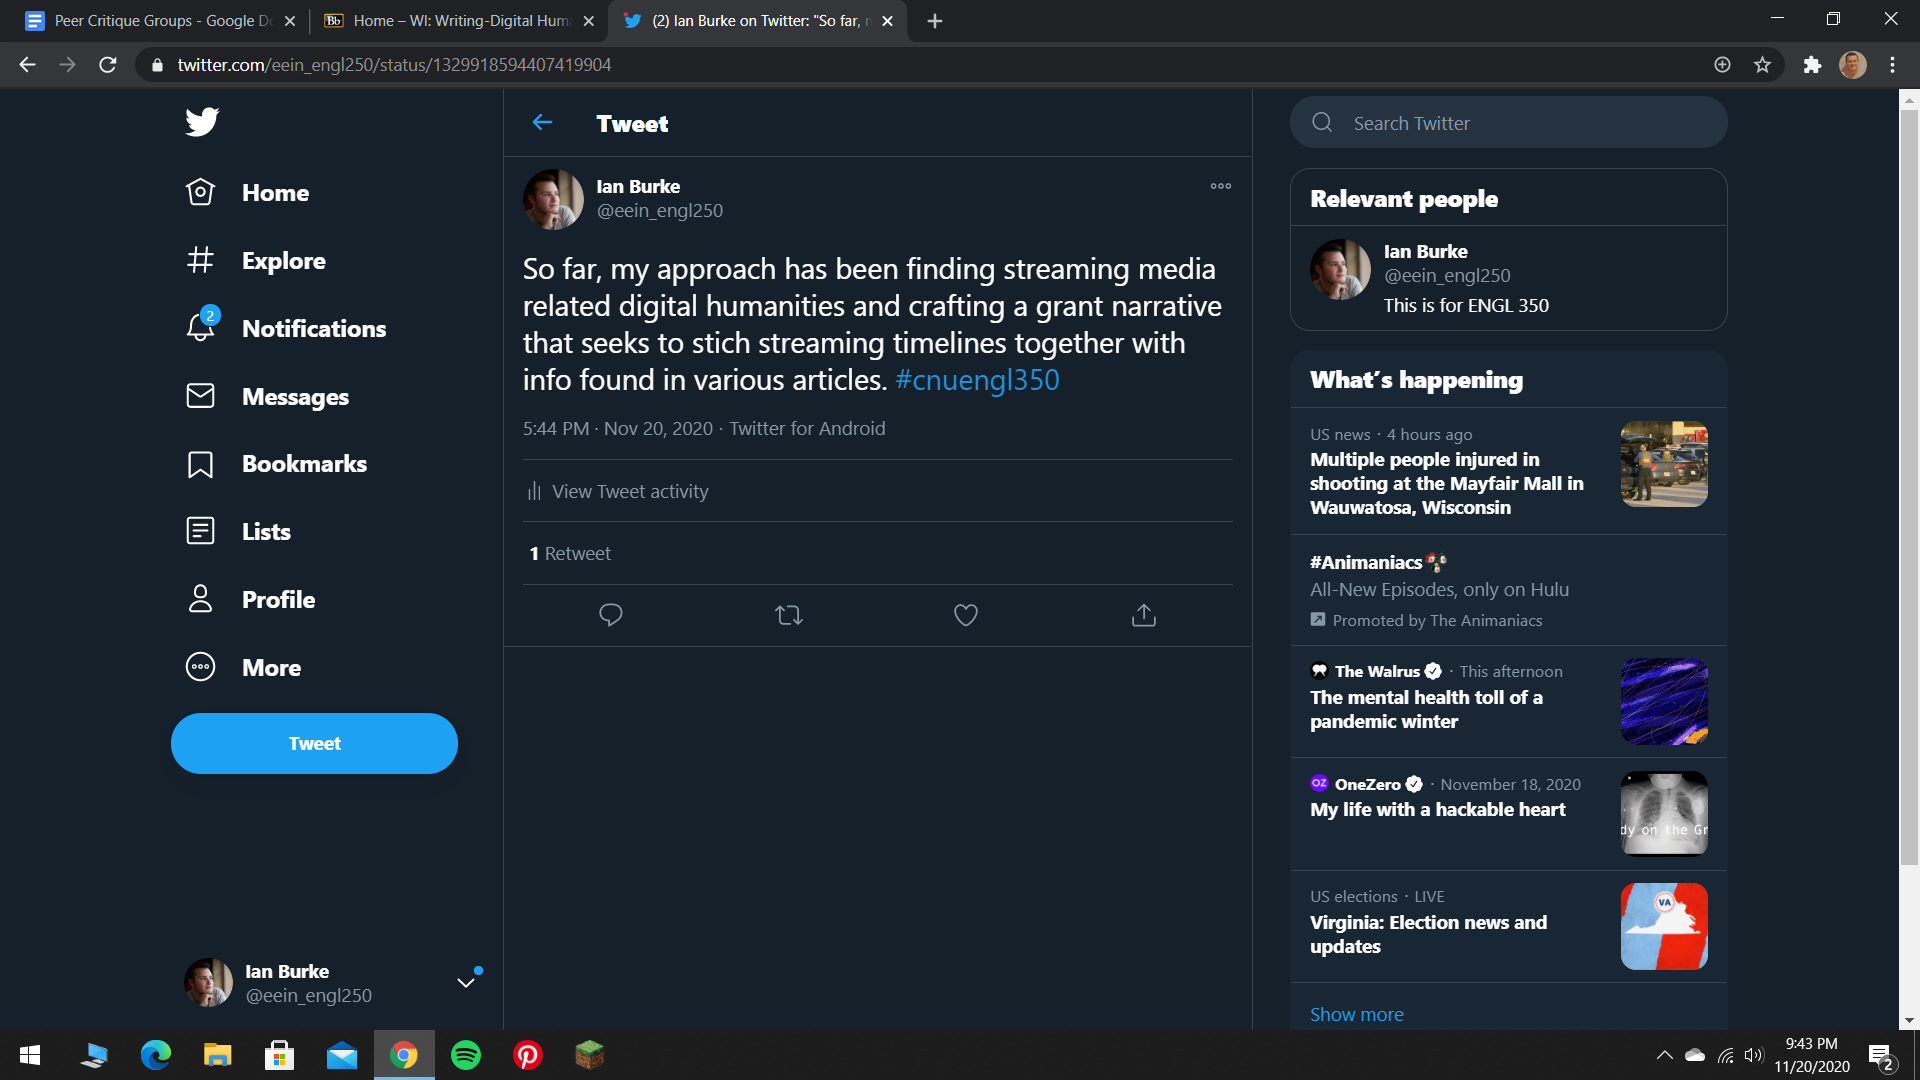 Peer Critique Groups - Google Do
Home – WI: Writing-Digital Huma
(2) Ian Burke on Twitter: "So far, m
twitter.com/eein_engl250/status/1329918594407419904
Home
Explore
2
Notifications
Messages
Bookmarks
Lists
Profile
More
Tweet
Ian Burke
@eein_engl250
Tweet
Ian Burke
@eein_engl250
So far, my approach has been finding streaming media
related digital humanities and crafting a grant narrative
that seeks to stich streaming timelines together with
info found in various articles. #cnuengl350
5:44 PM · Nov 20, 2020 · Twitter for Android
View Tweet activity
1 Retweet
Search Twitter
Relevant people
Ian Burke
@eein_engl250
This is for ENGL 350
What's happening
US news · 4 hours ago
Multiple people injured in
shooting at the Mayfair Mall in
Wauwatosa, Wisconsin
#Animaniacs
All-New Episodes, only on Hulu
Promoted by The Animaniacs
The Walrus · This afternoon
The mental health toll of a
pandemic winter
OZ OneZero · November 18, 2020
My life with a hackable heart
dy on the Gr
US elections · LIVE
Virginia: Election news and
updates
VA
Show more
9:43 PM
11/20/2020
2